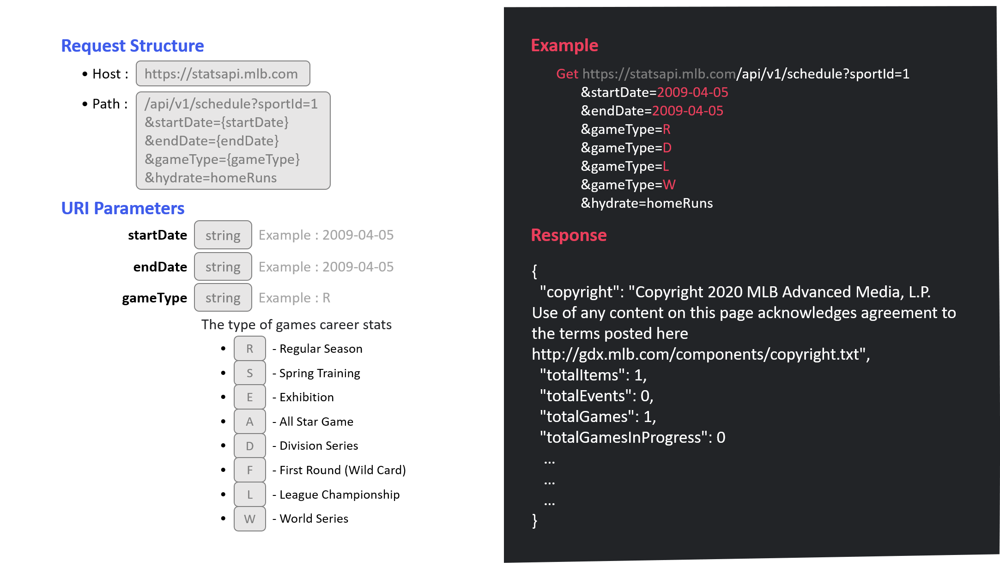 Request Structure
• Host : https://statsapi.mlb.com
• Path : /api/v1/schedule?sportId=1
&startDate={startDate}
&endDate={endDate}
&gameType={gameType}
&hydrate=homeRuns
URI Parameters
startDate string Example : 2009-04-05
endDate string Example : 2009-04-05
gameType string Example : R
The type of games career stats
• R - Regular Season
• S - Spring Training
• E - Exhibition
• A - All Star Game
• D - Division Series
• F - First Round (Wild Card)
• L - League Championship
• W - World Series
Example
Get https://statsapi.mlb.com/api/v1/schedule?sportId=1
&startDate=2009-04-05
&endDate=2009-04-05
&gameType=R
&gameType=D
&gameType=L
&gameType=W
&hydrate=homeRuns
Response
{
"copyright": "Copyright 2020 MLB Advanced Media, L.P.
Use of any content on this page acknowledges agreement to
the terms posted here
http://gdx.mlb.com/components/copyright.txt",
"totalItems": 1,
"totalEvents": 0,
"totalGames": 1,
"totalGamesInProgress": 0
...
...
...
}